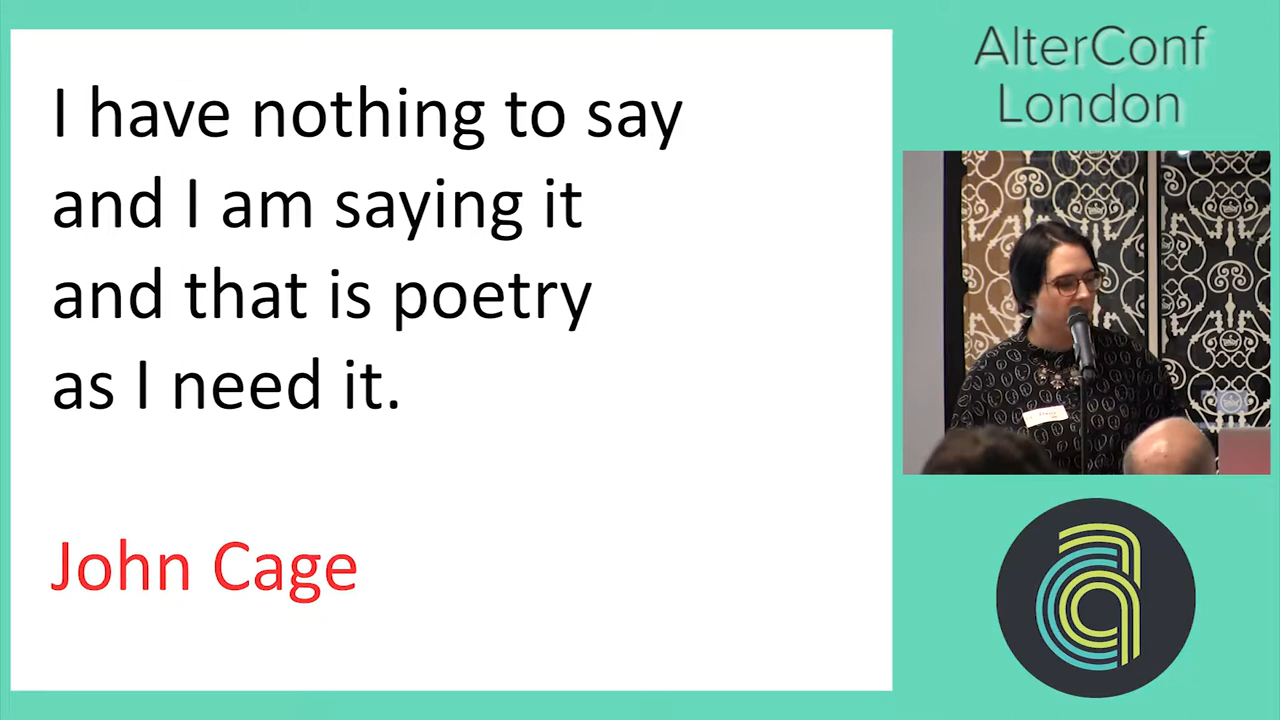 I have nothing to say
and I am saying it
and that is poetry
as I need it.
John Cage
AlterConf
London